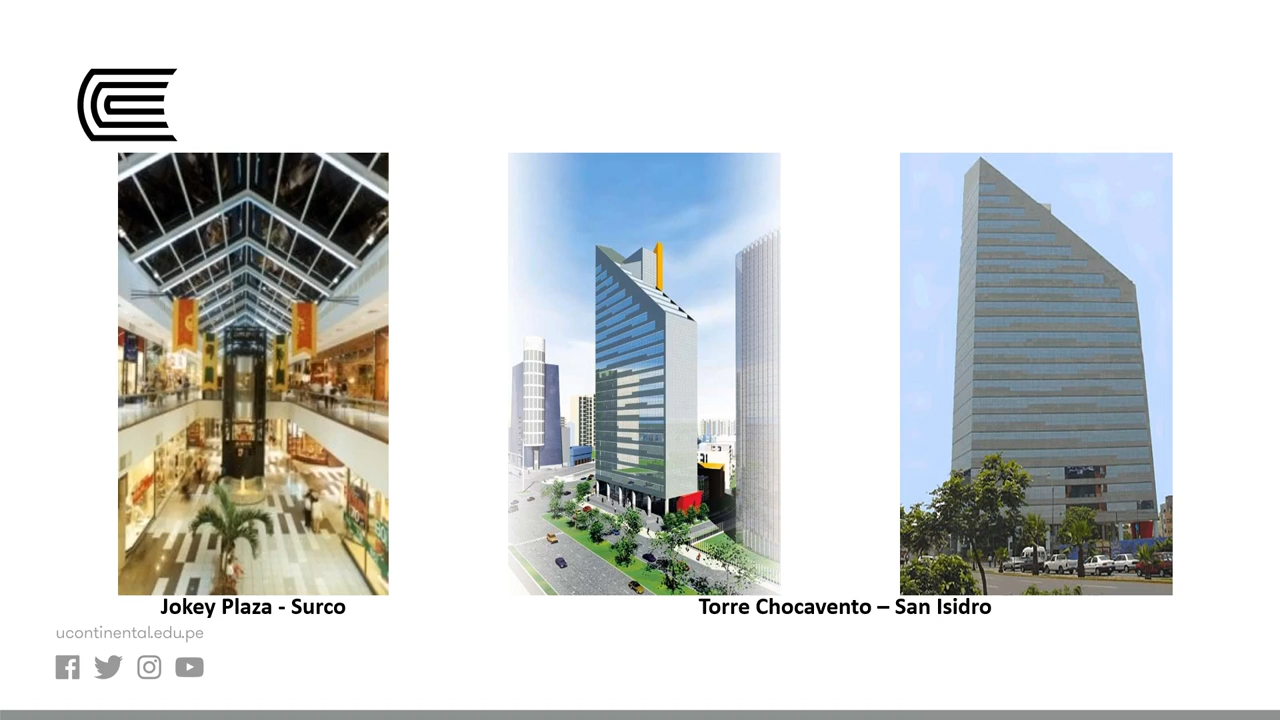 Jokey Plaza - Surco
Torre Chocavento – San Isidro
ucontinental.edu.pe